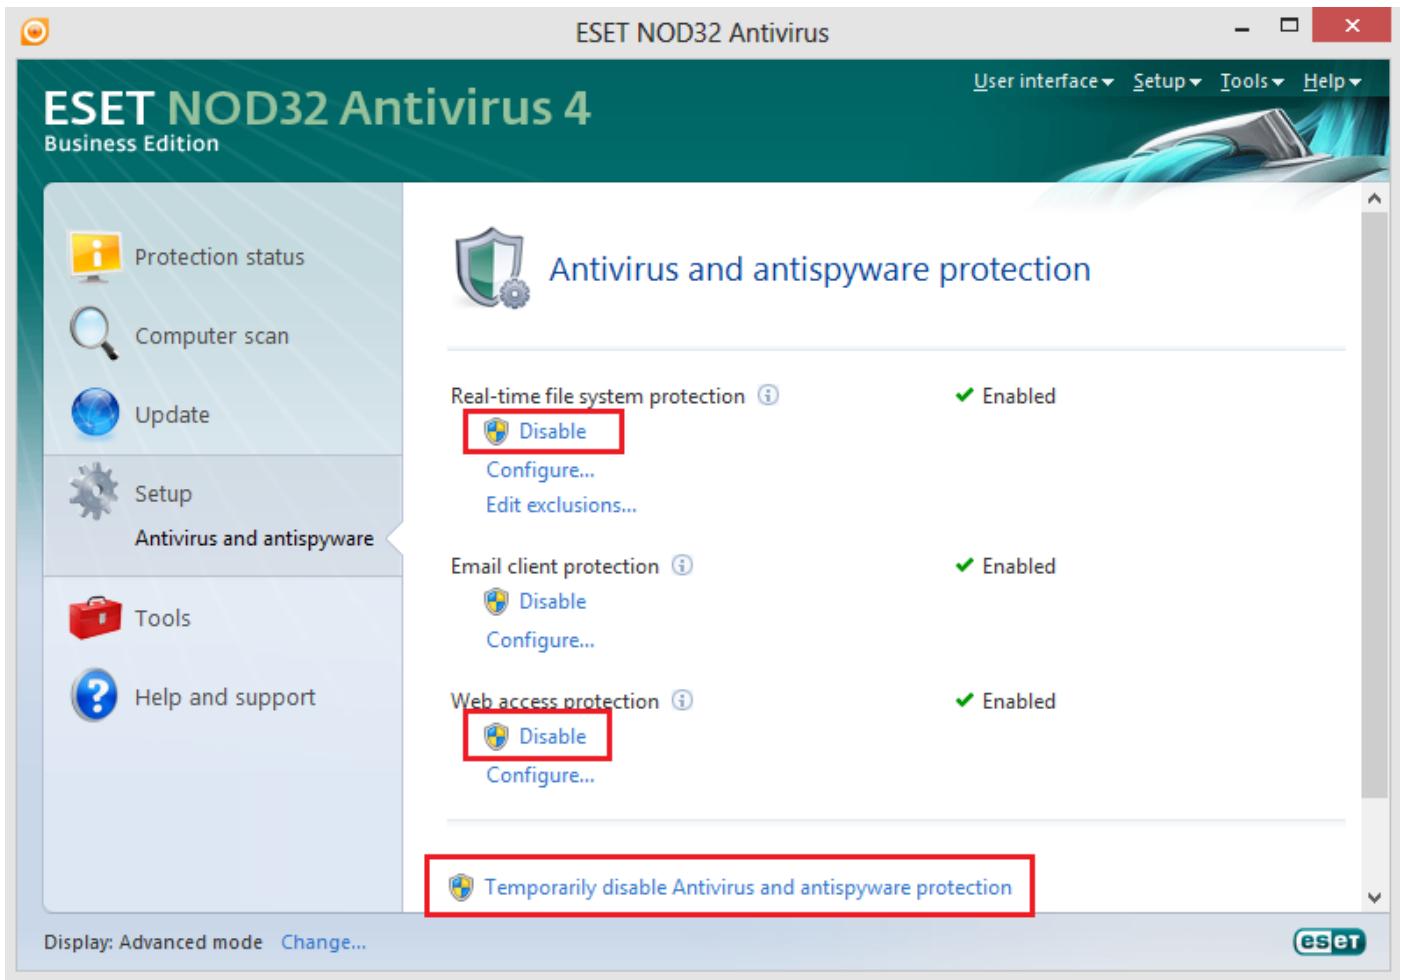 ESET NOD32 Antivirus
User interface Setup Tools Help
ESET NOD32 Antivirus 4
Business Edition
Protection status
Computer scan
Update
Setup
Antivirus and antispyware
Tools
Help and support
Antivirus and antispyware protection
Real-time file system protection Enabled
Disable
Configure...
Edit exclusions...
Email client protection Enabled
Disable
Configure...
Web access protection Enabled
Disable
Configure...
Temporarily disable Antivirus and antispyware protection
Display: Advanced mode Change...
eseT